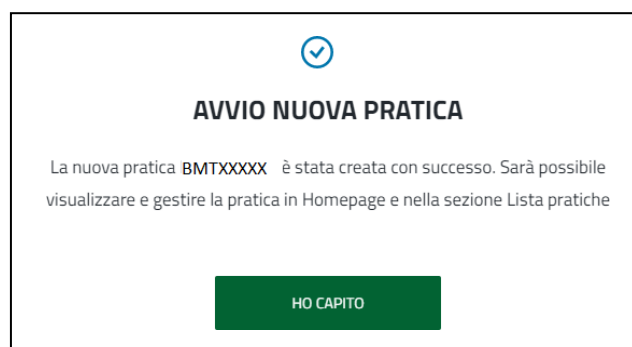 AVVIO NUOVA PRATICA
La nuova pratica BMTXXXXX è stata creata con successo. Sarà possibile
visualizzare e gestire la pratica in Homepage e nella sezione Lista pratiche
HO CAPITO